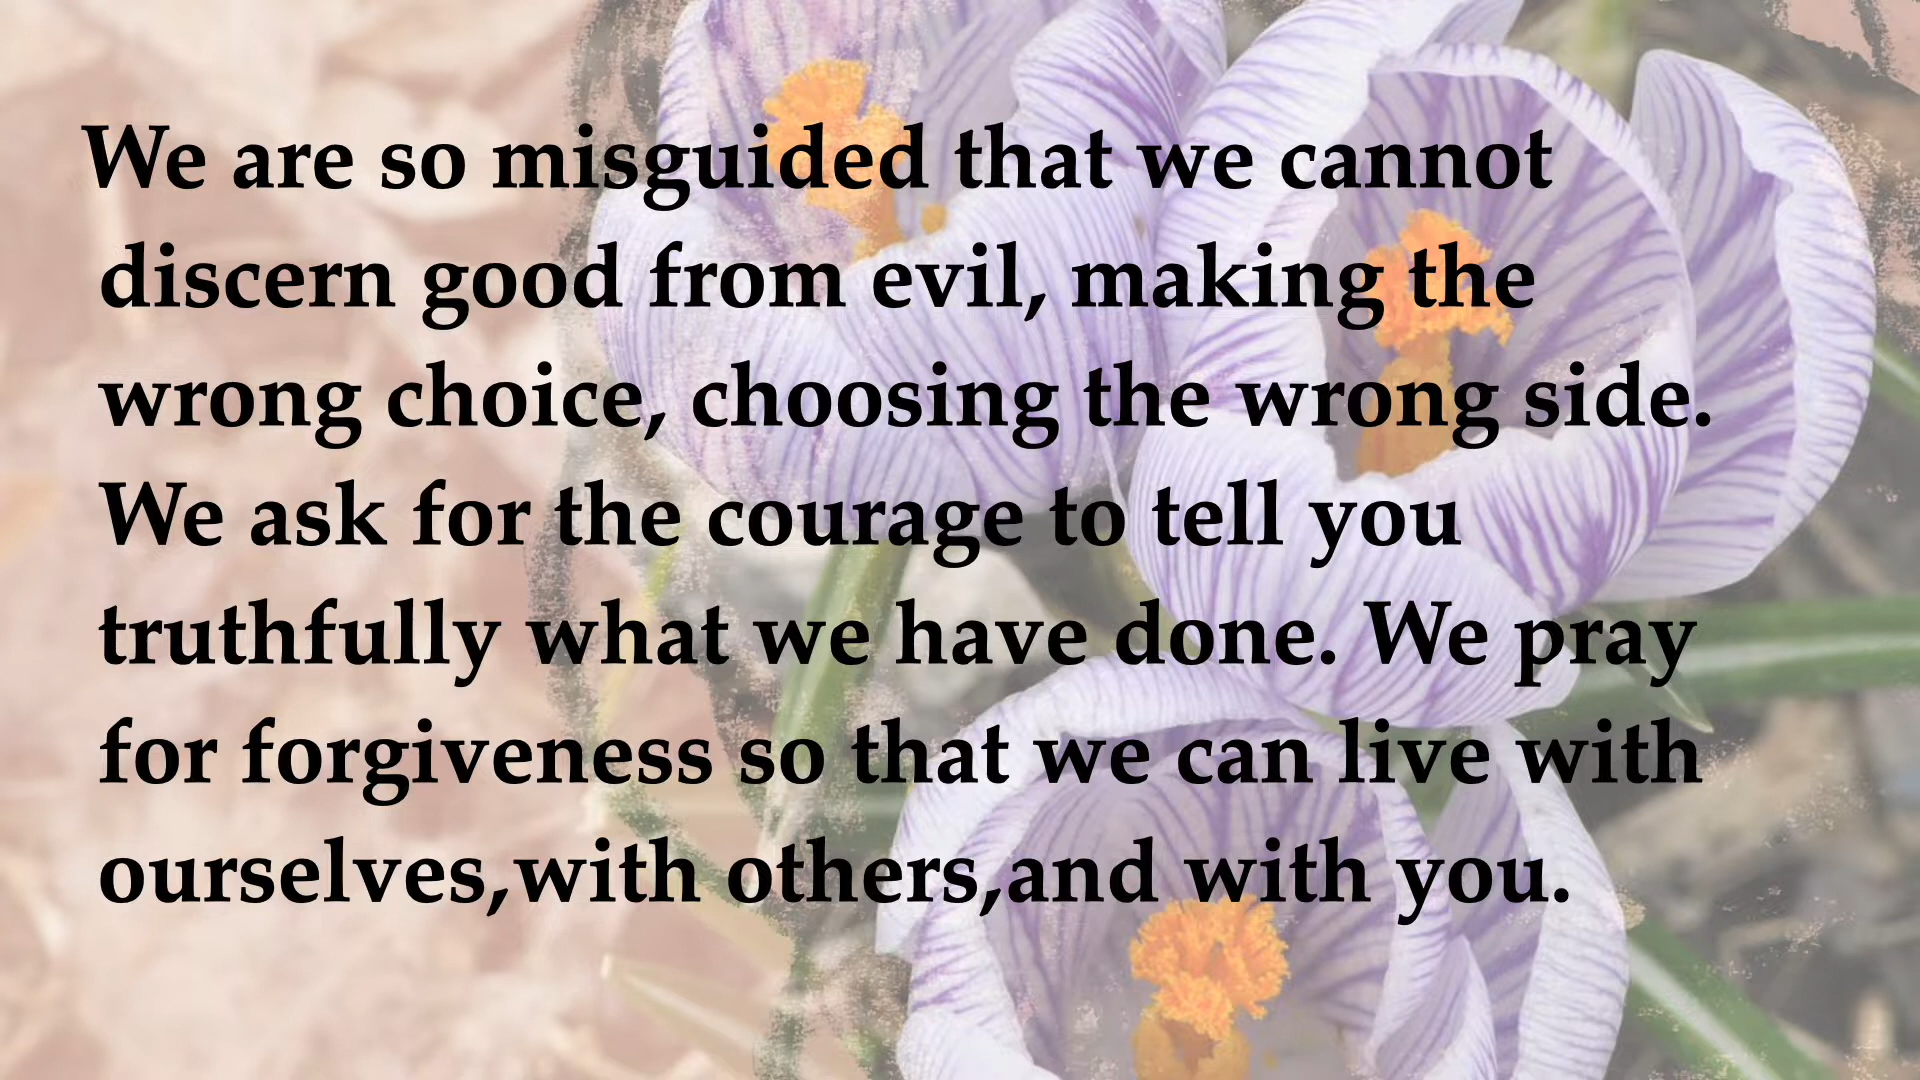 We are so misguided that we cannot
discern good from evil, making the
wrong choice, choosing the wrong side.
We ask for the courage to tell you
truthfully what we have done. We pray
for forgiveness so that we can live with
ourselves,with others,and with you.